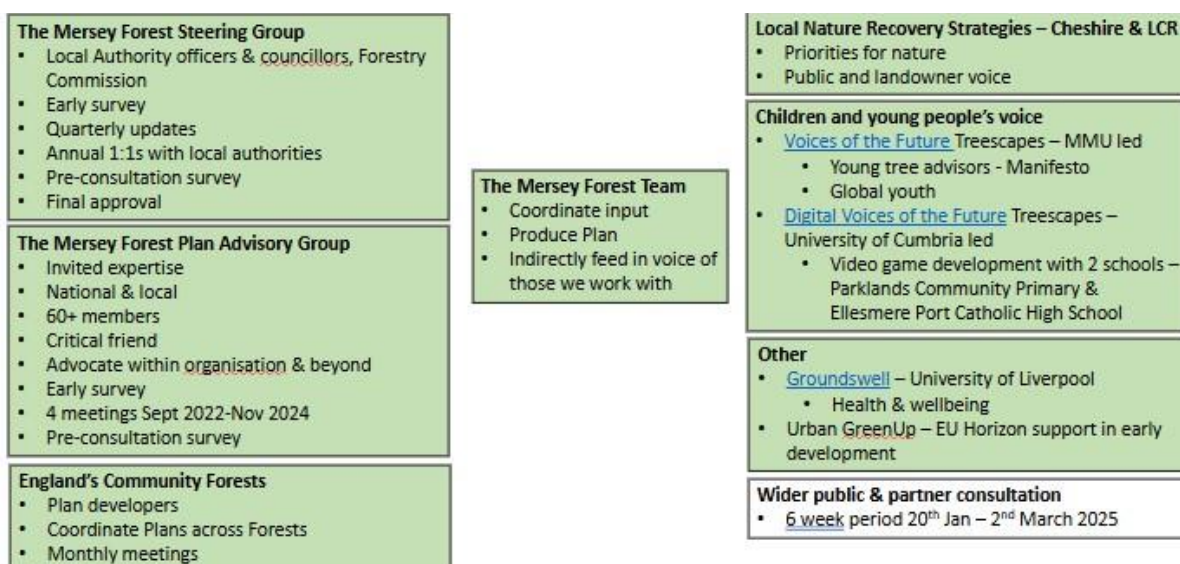 The Mersey Forest Steering Group
• Local Authority officers & councillors, Forestry
Commission
• Early survey
• Quarterly updates
• Annual 1:1s with local authorities
• Pre-consultation survey
• Final approval
The Mersey Forest Plan Advisory Group
• Invited expertise
• National & local
• 60+ members
• Critical friend
• Advocate within organisation & beyond
• Early survey
• 4 meetings Sept 2022-Nov 2024
• Pre-consultation survey
England's Community Forests
• Plan developers
• Coordinate Plans across Forests
• Monthly meetings
The Mersey Forest Team
• Coordinate input
• Produce Plan
• Indirectly feed in voice of
those we work with
Local Nature Recovery Strategies – Cheshire & LCR
• Priorities for nature
• Public and landowner voice
Children and young people's voice
• Voices of the Future Treescapes – MMU led
• Young tree advisors - Manifesto
• Global youth
• Digital Voices of the Future Treescapes –
University of Cumbria led
• Video game development with 2 schools –
Parklands Community Primary &
Ellesmere Port Catholic High School
Other
• Groundswell – University of Liverpool
• Health & wellbeing
• Urban GreenUp – EU Horizon support in early
development
Wider public & partner consultation
• 6 week period 20th Jan – 2nd March 2025